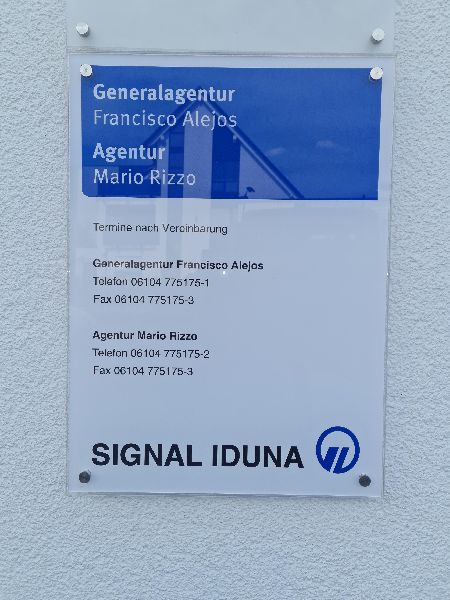 Generalagentur
Francisco Alejos
Agentur
Mario Rizzo
Termine nach Vereinbarung
Generalagentur Francisco Alejos
Telefon 06104 775175-1
Fax 06104 775175-3
Agentur Mario Rizzo
Telefon 06104 775175-2
Fax 06104 775175-3
SIGNAL IDUNA